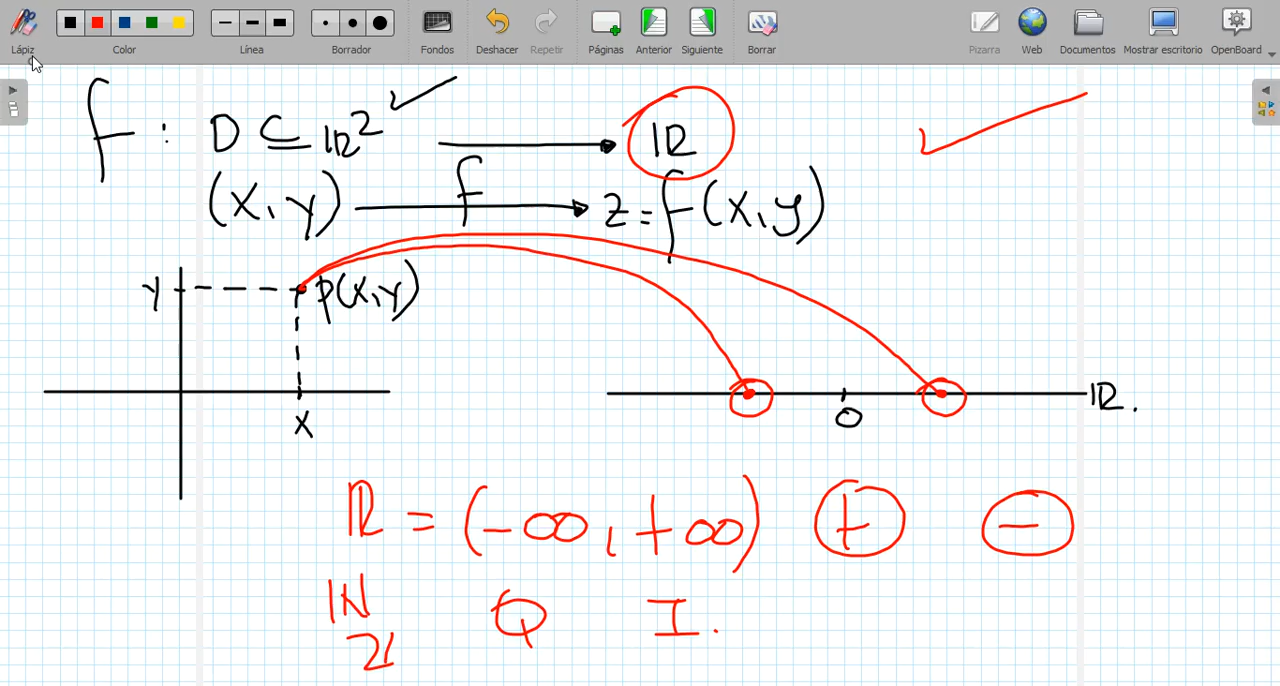 Lápiz Color Línea Borrador Fondos Deshacer Repetir Páginas Anterior Siguiente Borrar Pizarra Web Documentos Mostrar escritorio OpenBoard
f : D ⊆ ℝ² ⟶ ℝ
(x, y) ⟶ z = f(x, y)
f
y p(x, y)
x
0 ℝ.
ℝ = (-∞, +∞) + -
ℕ Q I.
ℤ